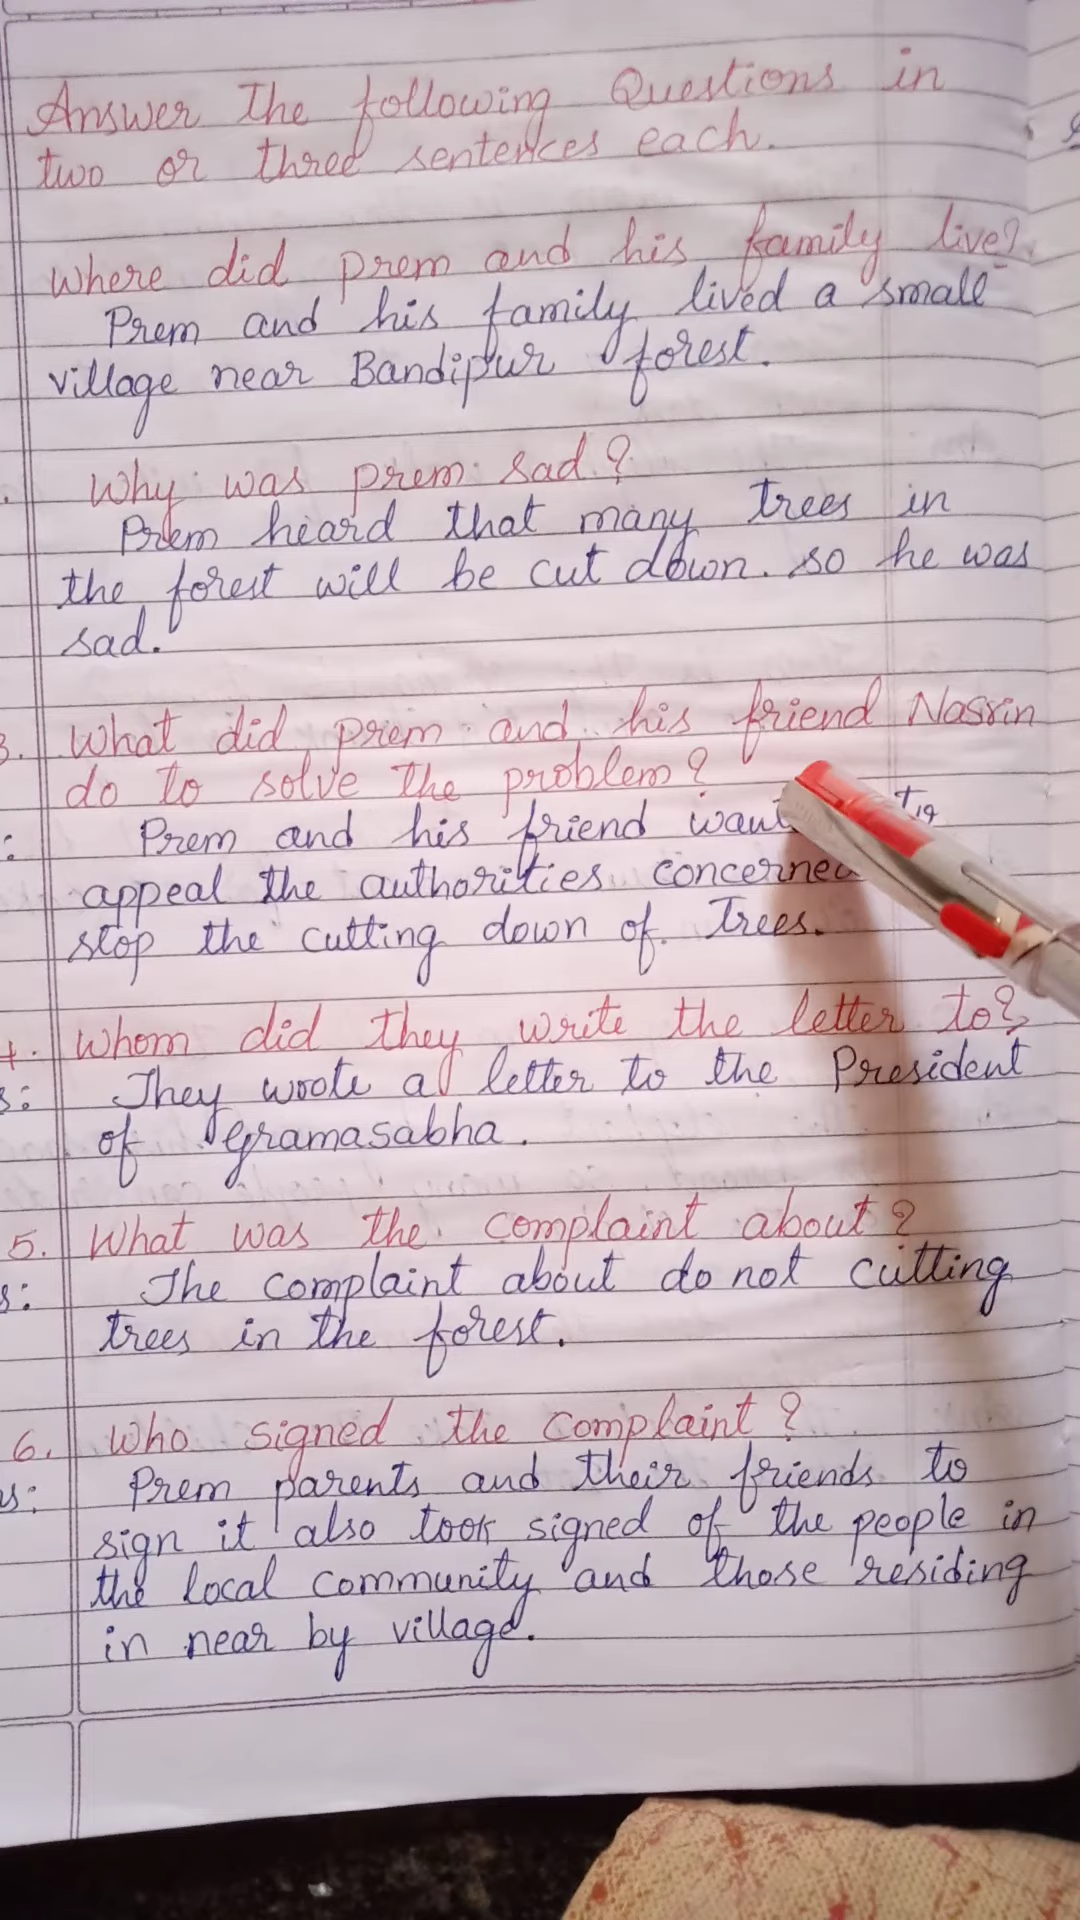 Answer The following Questions in
two or three sentences each.
Where did prem and his family live?
Prem and his family lived a small
village near Bandipur forest.
Why was prem sad?
Prem heard that many trees in
the forest will be cut down. so he was
sad.
3. What did prem and his friend Nasrin
do to solve the problem?
Prem and his friend
appeal the authorities
stop the cutting down of Trees.
4. Whom did they write the letter to?
s: They wrote a letter to the President
of gramasabha.
5. What was the complaint about?
s: The complaint about do not cutting
trees in the forest.
6. Who signed the complaint?
us: Prem parents and their friends to
sign it also took signed of the people in
the local community and those residing
in near by village.